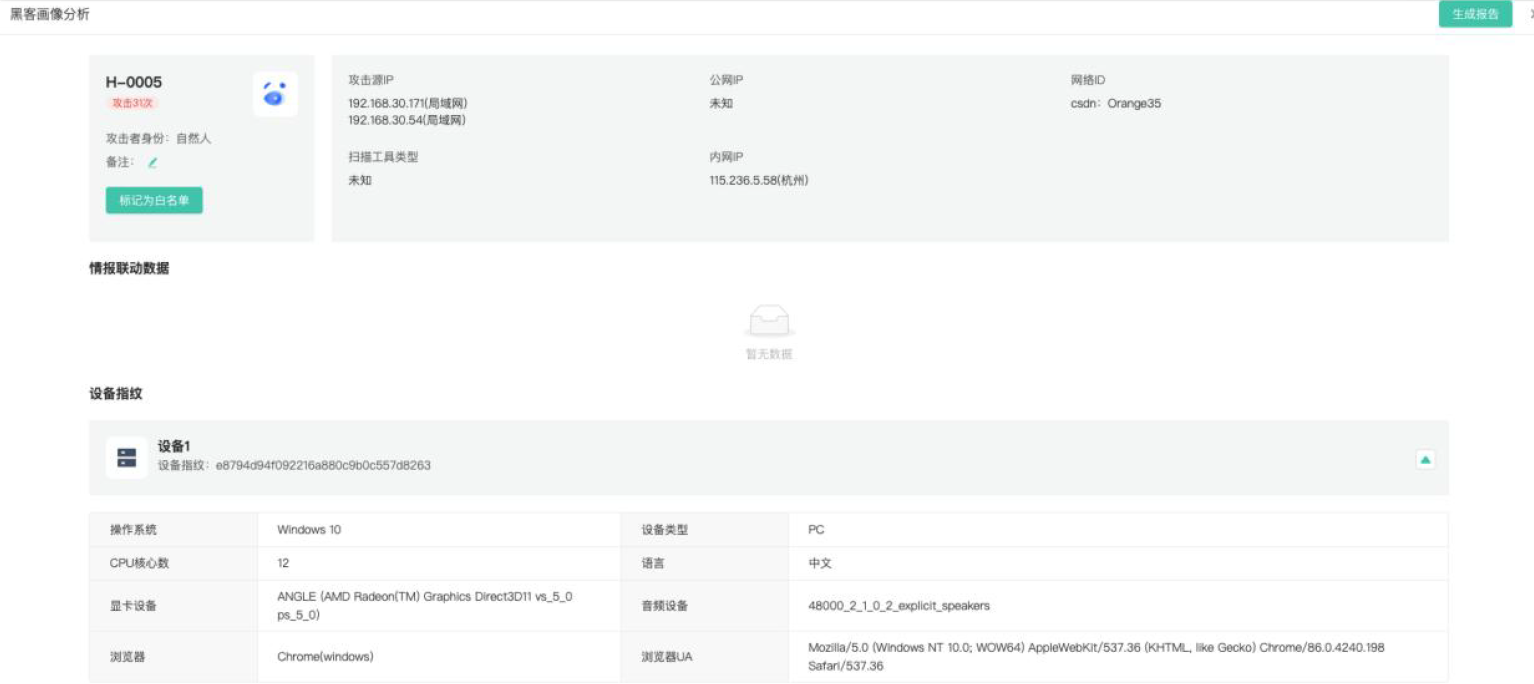 黑客画像分析
生成报告
H-0005
攻击31次
攻击者身份：自然人
备注：
标记为白名单
攻击源IP
192.168.30.171(局域网)
192.168.30.54(局域网)
公网IP
未知
网络ID
csdn：Orange35
扫描工具类型
未知
内网IP
115.236.5.58(杭州)
情报联动数据
暂无数据
设备指纹
设备1
设备指纹：e8794d94f092216a880c9b0c557d8263
操作系统
Windows 10
设备类型
PC
CPU核心数
12
语言
中文
显卡设备
ANGLE (AMD Radeon(TM) Graphics Direct3D11 vs_5_0
ps_5_0)
音频设备
48000_2_1_0_2_explicit_speakers
浏览器
Chrome(windows)
浏览器UA
Mozilla/5.0 (Windows NT 10.0; WOW64) AppleWebKit/537.36 (KHTML, like Gecko) Chrome/86.0.4240.198
Safari/537.36